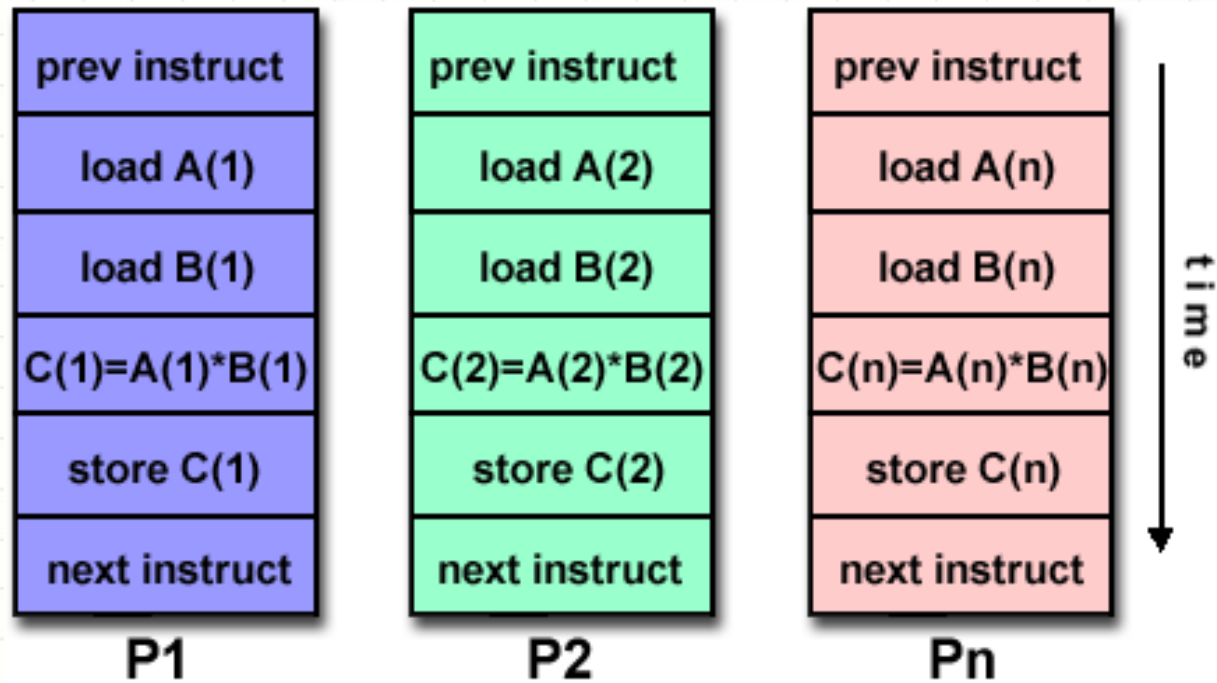 prev instruct
load A(1)
load B(1)
C(1)=A(1)*B(1)
store C(1)
next instruct
P1
prev instruct
load A(2)
load B(2)
C(2)=A(2)*B(2)
store C(2)
next instruct
P2
prev instruct
load A(n)
load B(n)
C(n)=A(n)*B(n)
store C(n)
next instruct
Pn
time